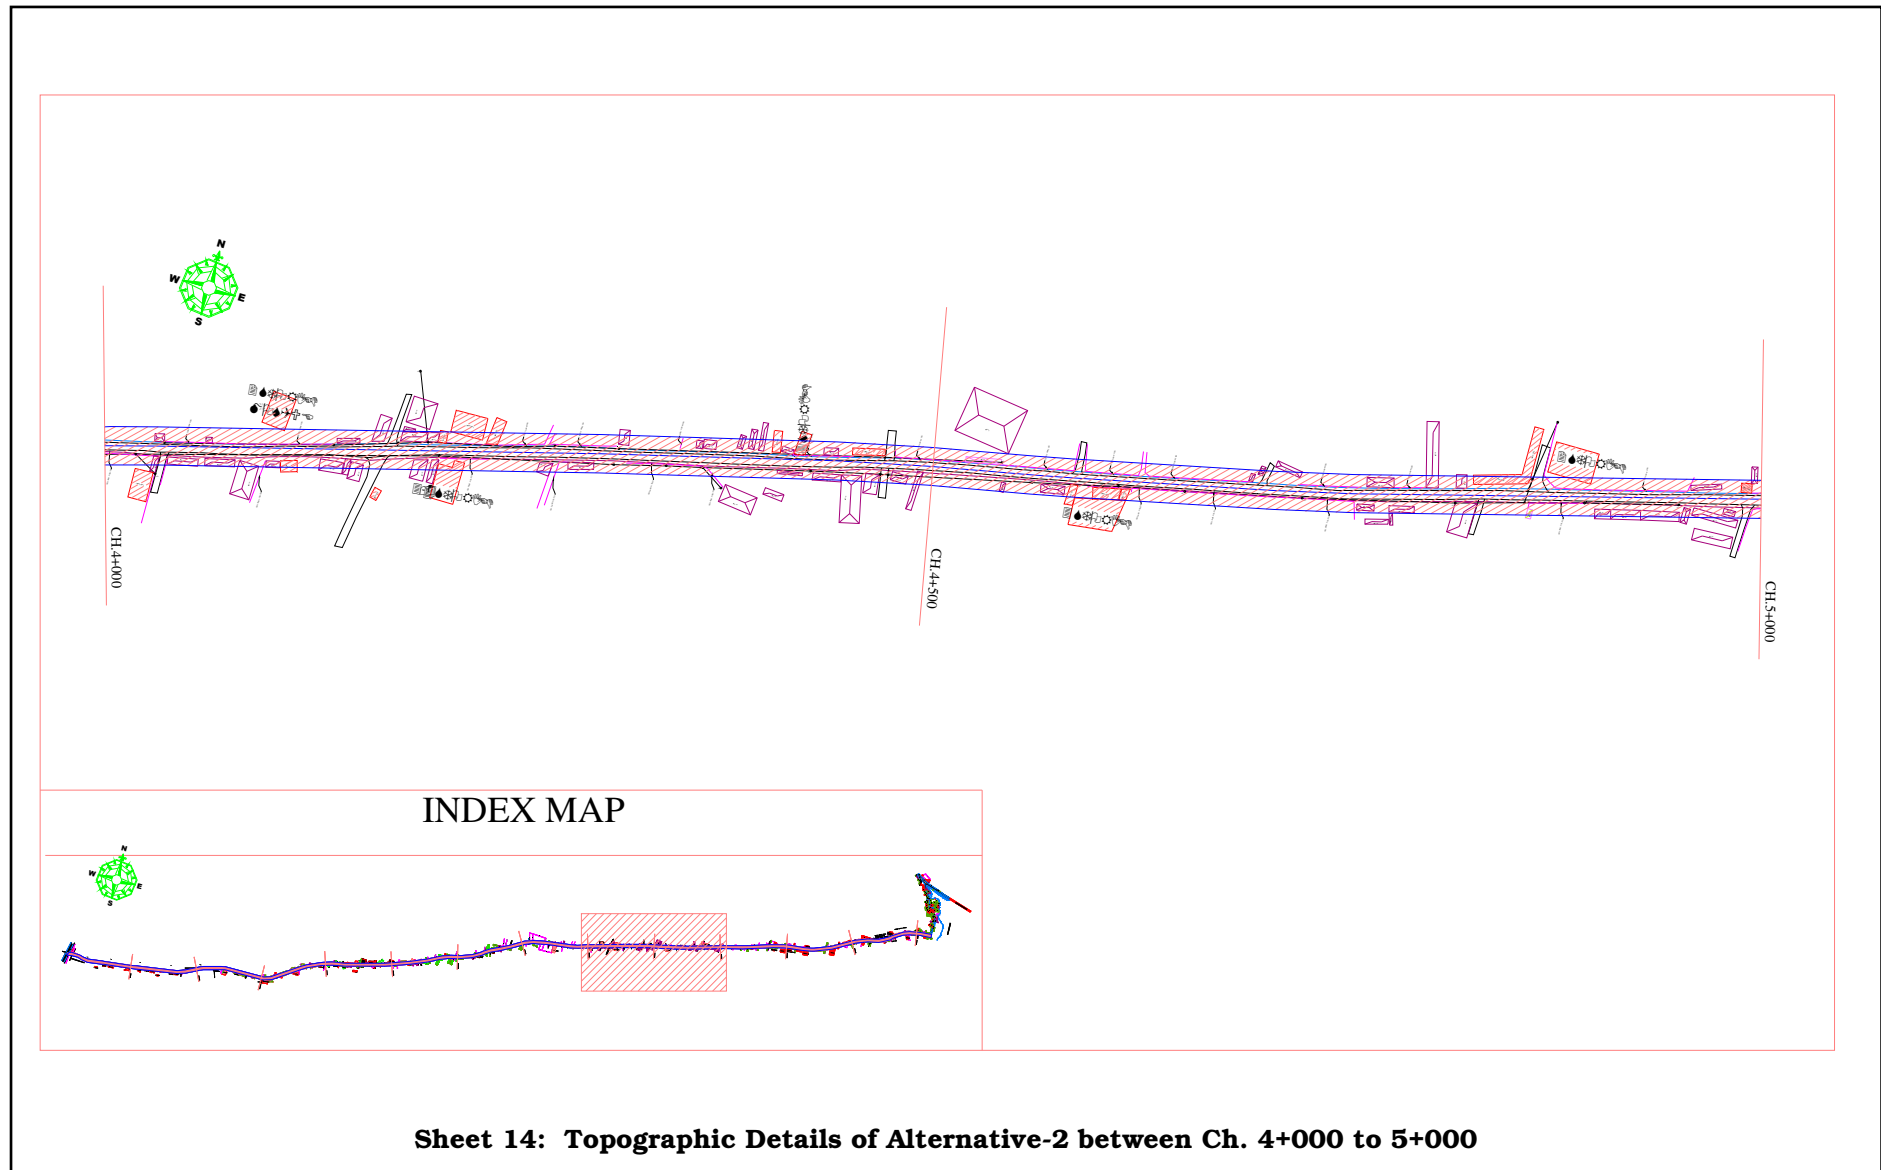 N
W
E
S
CH.4+000
CH.4+500
CH.5+000
INDEX MAP
N
W
E
S
Sheet 14: Topographic Details of Alternative-2 between Ch. 4+000 to 5+000